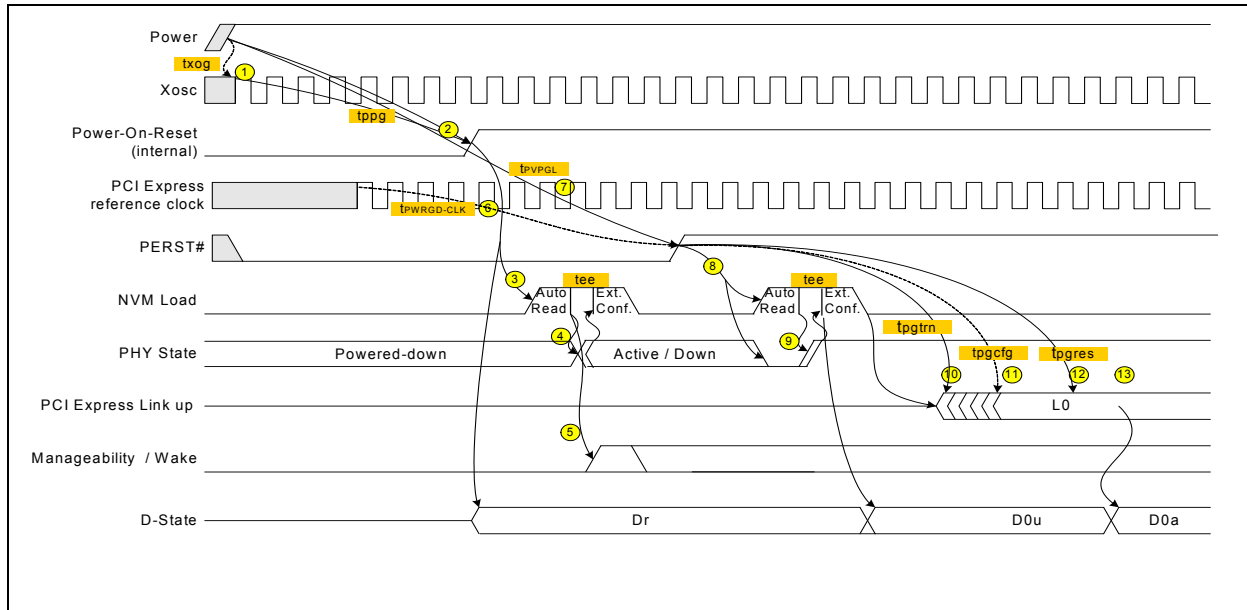 Power
txog
1
Xosc
tppg
2
Power-On-Reset
(internal)
tPVPGL
7
PCI Express
reference clock
tPWRGD-CLK
6
PERST#
8
3
tee
tee
NVM Load
Auto
Read
Ext.
Conf.
Auto
Read
Ext.
Conf.
tpgtrn
4
9
PHY State
Powered-down
Active / Down
tpgcfg
tpgres
10
11
12
13
PCI Express Link up
L0
5
Manageability / Wake
D-State
Dr
D0u
D0a